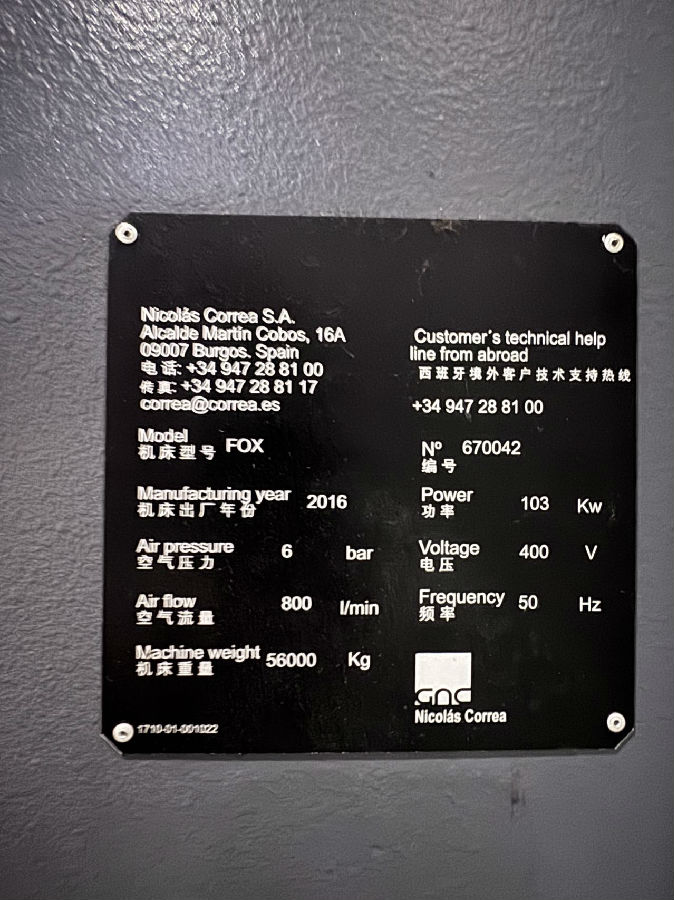 Nicolás Correa S.A.
Alcalde Martín Cobos, 16A
09007 Burgos. Spain
电 话: +34 947 28 81 00
传 真: +34 947 28 81 17
correa@correa.es
Customer´s technical help
line from abroad
西班牙境外客户技术支持热线
+34 947 28 81 00
Model FOX
机床型号
Nº 670042
编号
Manufacturing year 2016
机床出厂年份
Power 103 Kw
功率
Air pressure 6 bar
空气压力
Voltage 400 V
电压
Air flow 800 l/min
空气流量
Frequency 50 Hz
频率
Machine weight 56000 Kg
机床重量
GNC
Nicolás Correa